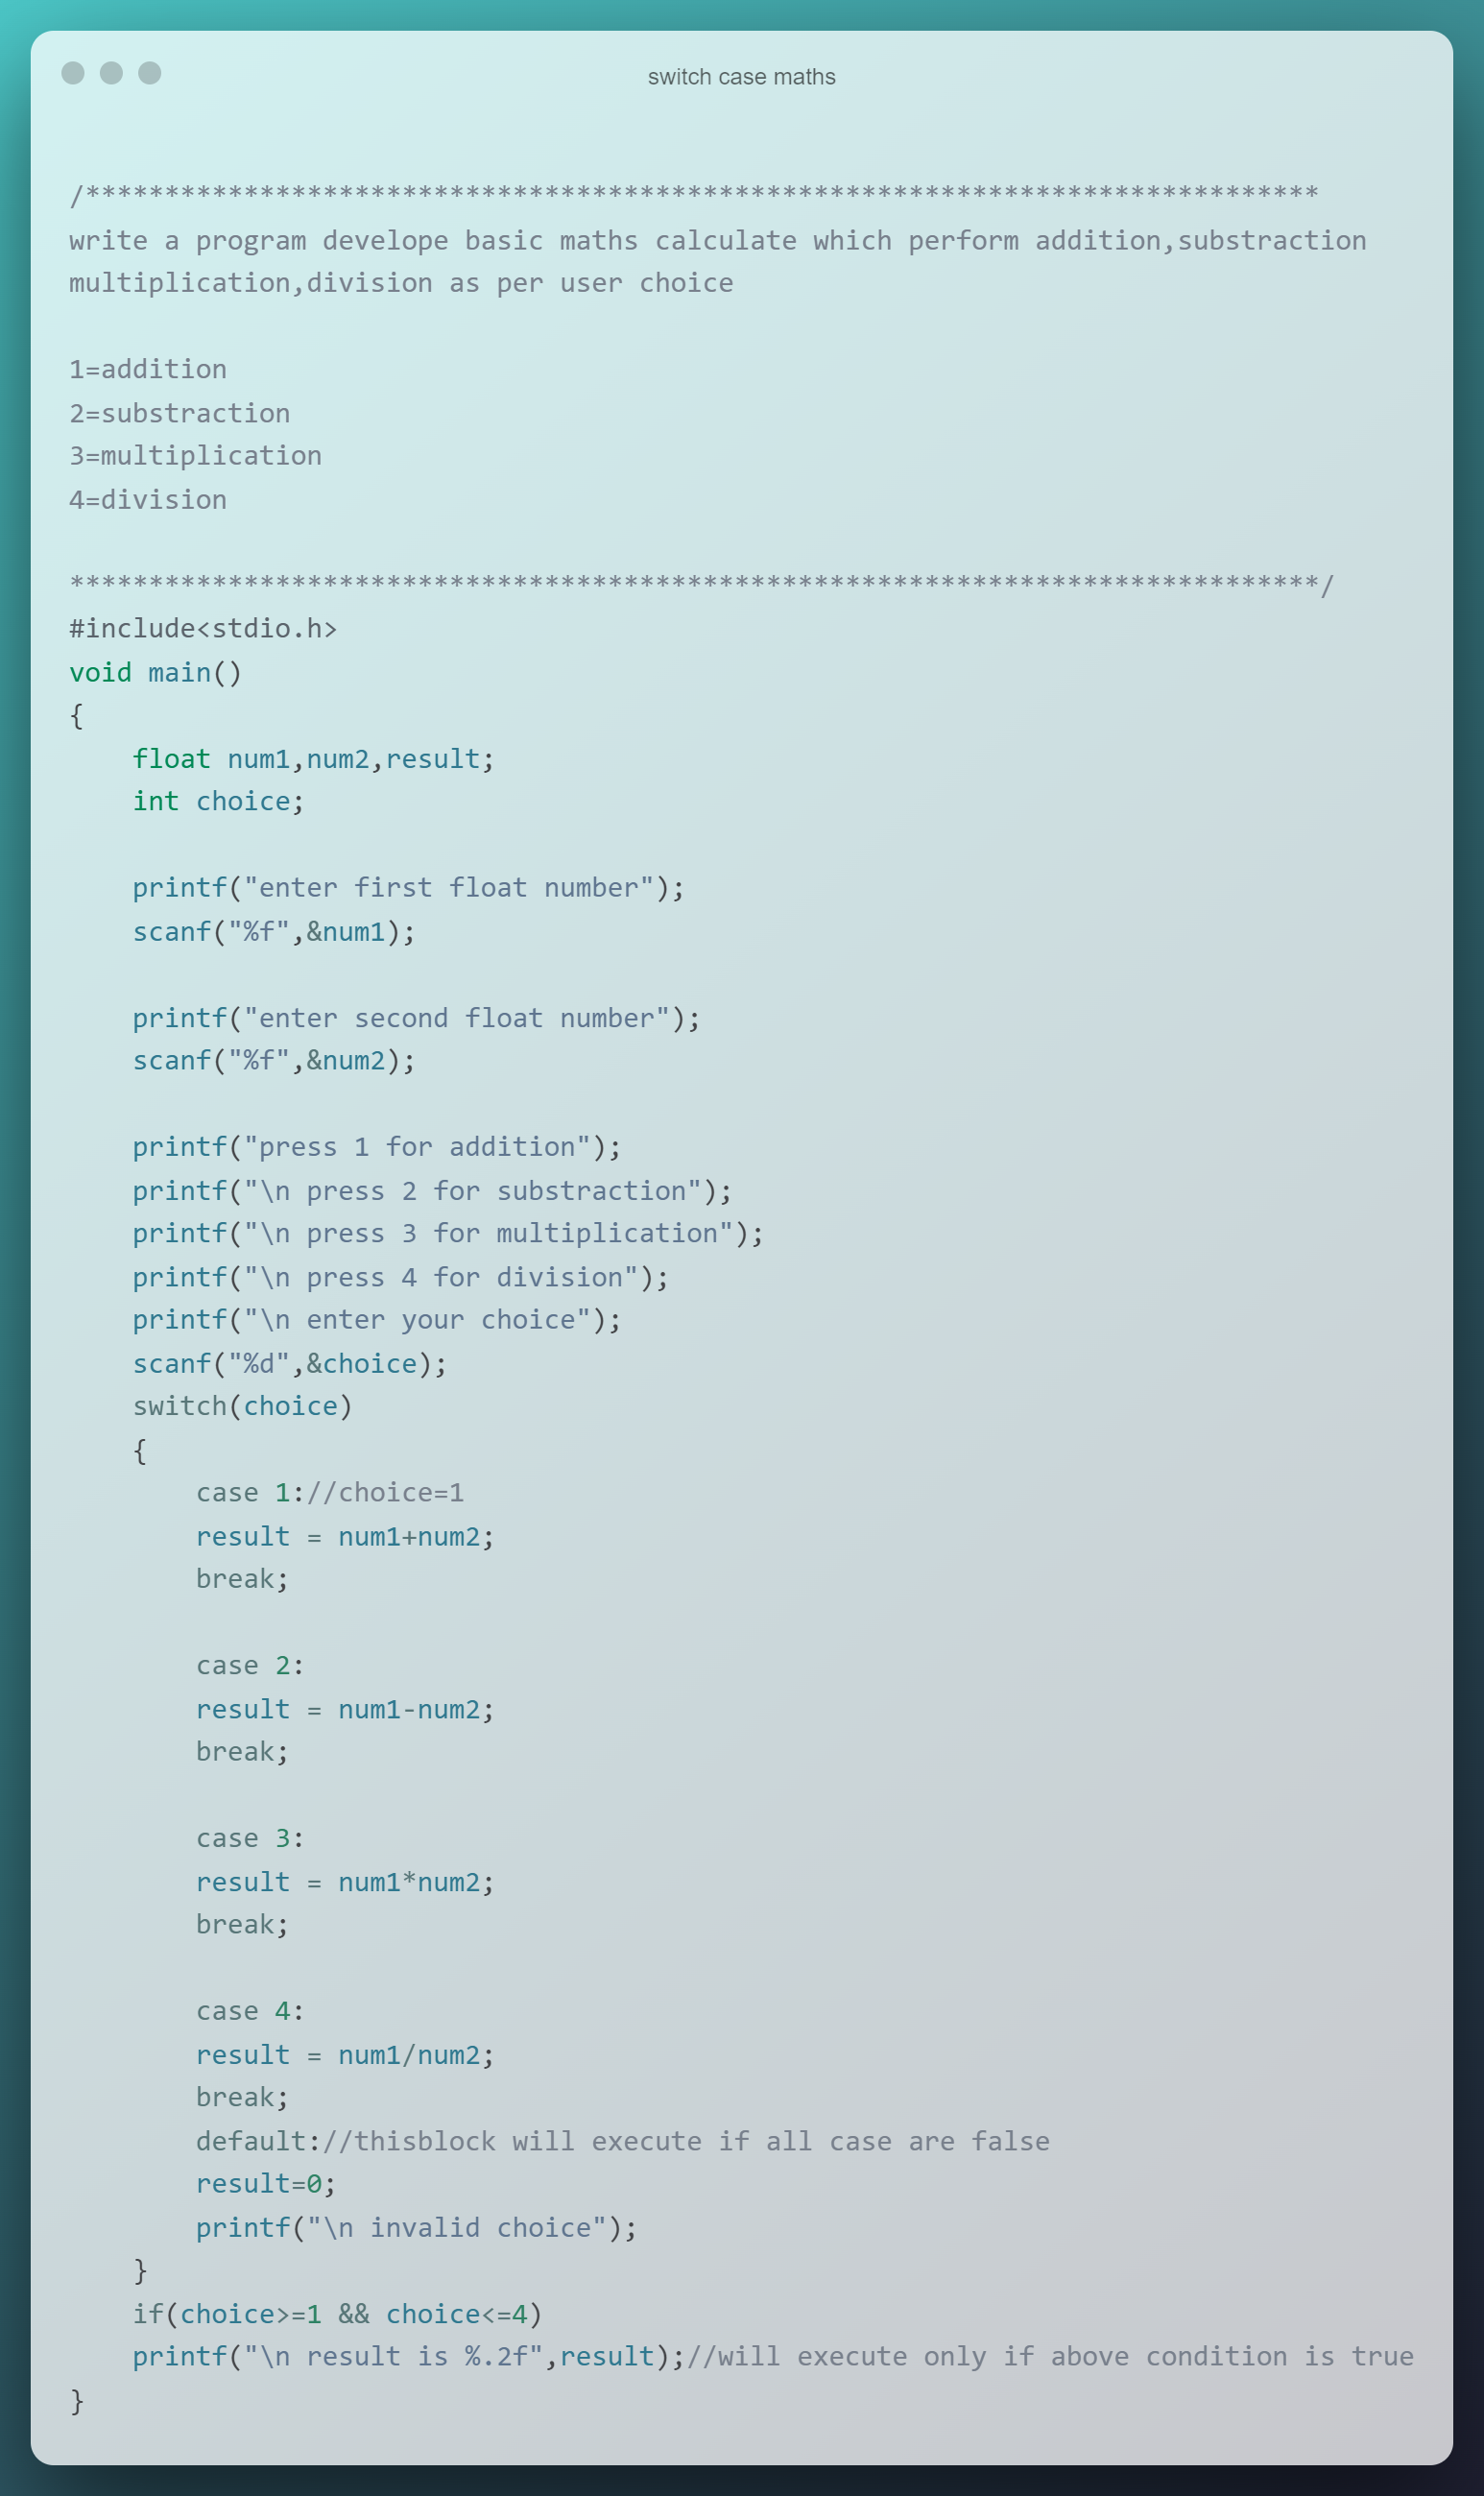 switch case maths
/******************************************************************************
write a program develope basic maths calculate which perform addition,substraction
multiplication,division as per user choice
1=addition
2=substraction
3=multiplication
4=division
*******************************************************************************/
#include<stdio.h>
void main()
{
    float num1,num2,result;
    int choice;
    printf("enter first float number");
    scanf("%f",&num1);
    printf("enter second float number");
    scanf("%f",&num2);
    printf("press 1 for addition");
    printf("\n press 2 for substraction");
    printf("\n press 3 for multiplication");
    printf("\n press 4 for division");
    printf("\n enter your choice");
    scanf("%d",&choice);
    switch(choice)
    {
        case 1://choice=1
        result = num1+num2;
        break;
        case 2:
        result = num1-num2;
        break;
        case 3:
        result = num1*num2;
        break;
        case 4:
        result = num1/num2;
        break;
        default://thisblock will execute if all case are false
        result=0;
        printf("\n invalid choice");
    }
    if(choice>=1 && choice<=4)
    printf("\n result is %.2f",result);//will execute only if above condition is true
}